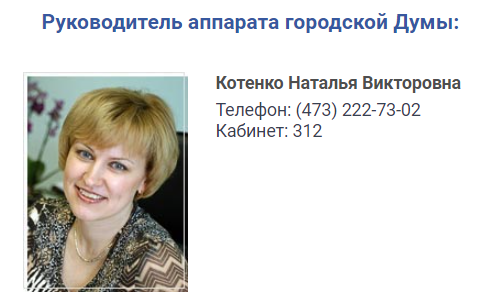 Руководитель аппарата городской Думы:
Котенко Наталья Викторовна
Телефон: (473) 222-73-02
Кабинет: 312